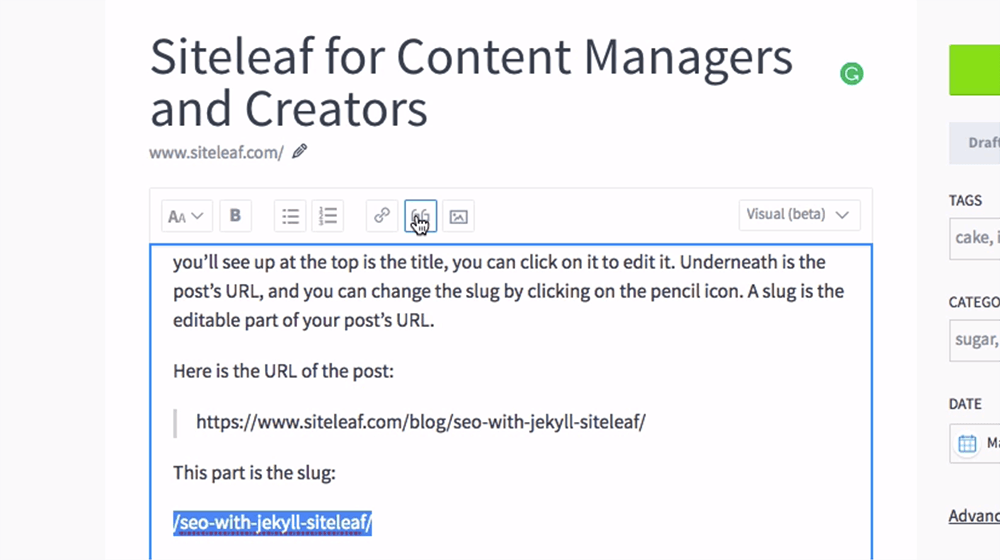 Siteleaf for Content Managers
and Creators
www.siteleaf.com/
AA
B
Visual (beta)
you’ll see up at the top is the title, you can click on it to edit it. Underneath is the
post’s URL, and you can change the slug by clicking on the pencil icon. A slug is the
editable part of your post’s URL.
Here is the URL of the post:
https://www.siteleaf.com/blog/seo-with-jekyll-siteleaf/
This part is the slug:
/seo-with-jekyll-siteleaf/
Draft
TAGS
cake, i
CATEGO
sugar,
DATE
Ma
Advanc